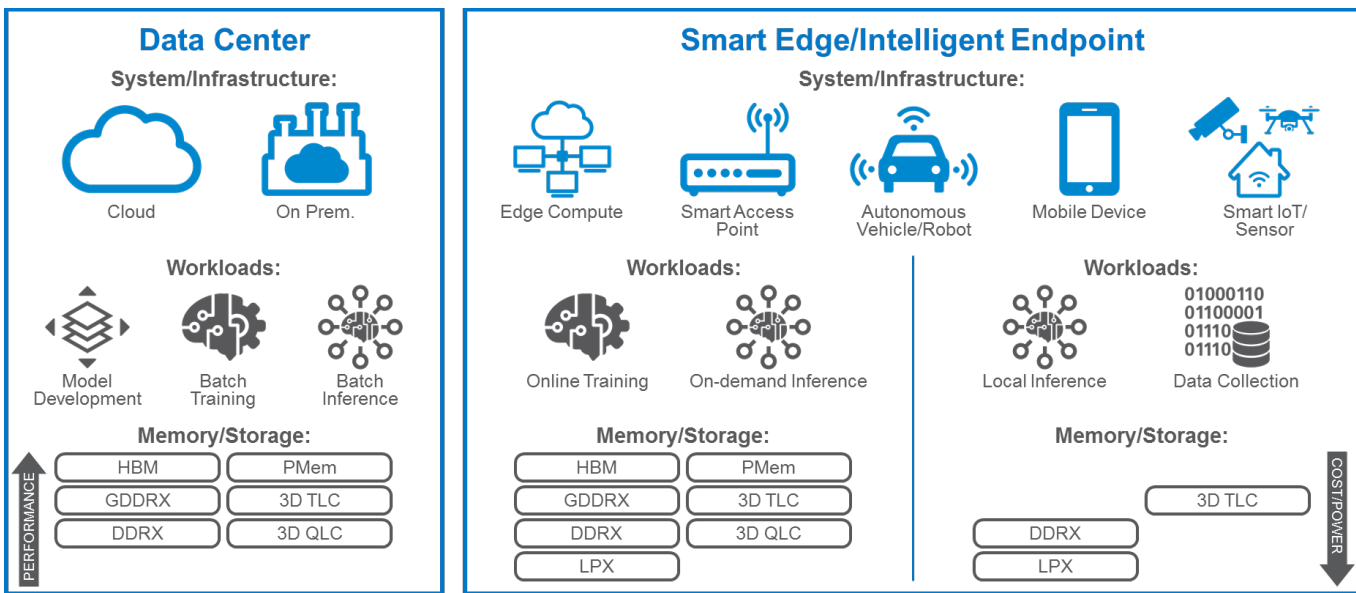 Data Center
System/Infrastructure:
Cloud
On Prem.
Workloads:
Model
Development
Batch
Training
Batch
Inference
Memory/Storage:
PERFORMANCE
HBM
PMem
GDDRX
3D TLC
DDRX
3D QLC
Smart Edge/Intelligent Endpoint
System/Infrastructure:
Edge Compute
Smart Access
Point
Autonomous
Vehicle/Robot
Mobile Device
Smart IoT/
Sensor
Workloads:
Online Training
On-demand Inference
Memory/Storage:
HBM
PMem
GDDRX
3D TLC
DDRX
3D QLC
LPX
Workloads:
01000110
01100001
01110
01110
Local Inference
Data Collection
Memory/Storage:
3D TLC
DDRX
LPX
COST/POWER